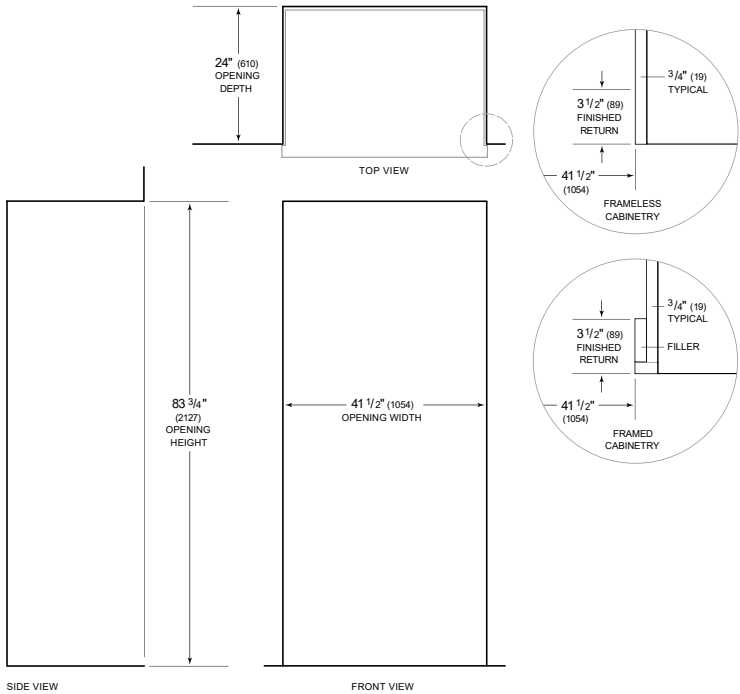 24" (610)
OPENING
DEPTH
TOP VIEW
3/4" (19)
TYPICAL
3 1/2" (89)
FINISHED
RETURN
41 1/2"
(1054)
FRAMELESS
CABINETRY
3/4" (19)
TYPICAL
3 1/2" (89)
FINISHED
RETURN
FILLER
41 1/2"
(1054)
FRAMED
CABINETRY
83 3/4"
(2127)
OPENING
HEIGHT
41 1/2" (1054)
OPENING WIDTH
SIDE VIEW
FRONT VIEW